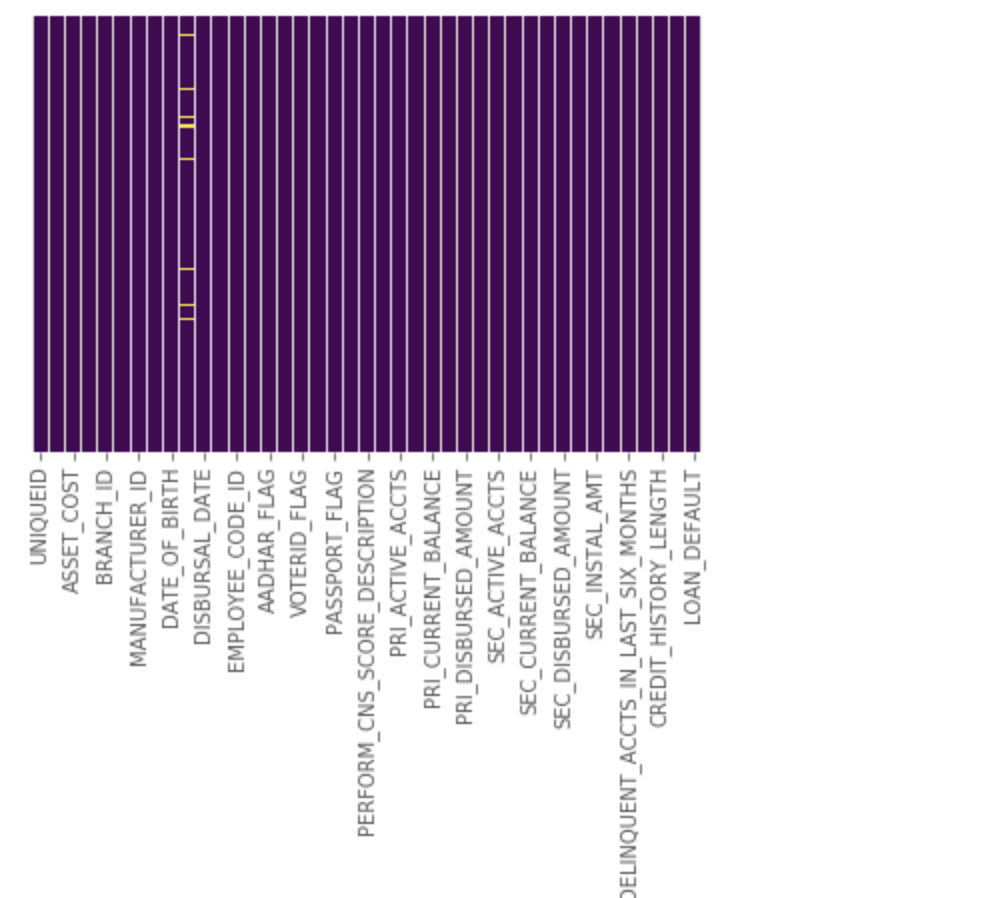 UNIQUEID
ASSET_COST
BRANCH_ID
MANUFACTURER_ID
DATE_OF_BIRTH
DISBURSAL_DATE
EMPLOYEE_CODE_ID
AADHAR_FLAG
VOTERID_FLAG
PASSPORT_FLAG
PERFORM_CNS_SCORE_DESCRIPTION
PRI_ACTIVE_ACCTS
PRI_CURRENT_BALANCE
PRI_DISBURSED_AMOUNT
SEC_ACTIVE_ACCTS
SEC_CURRENT_BALANCE
SEC_DISBURSED_AMOUNT
SEC_INSTAL_AMT
DELINQUENT_ACCTS_IN_LAST_SIX_MONTHS
CREDIT_HISTORY_LENGTH
LOAN_DEFAULT